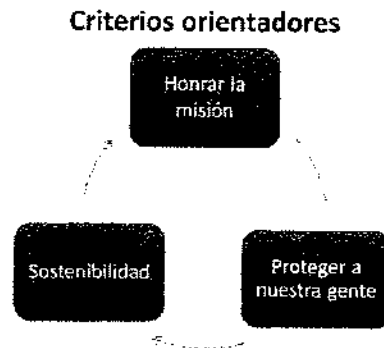 Criterios orientadores
Honrar la
misión
Sostenibilidad
Proteger a
nuestra gente